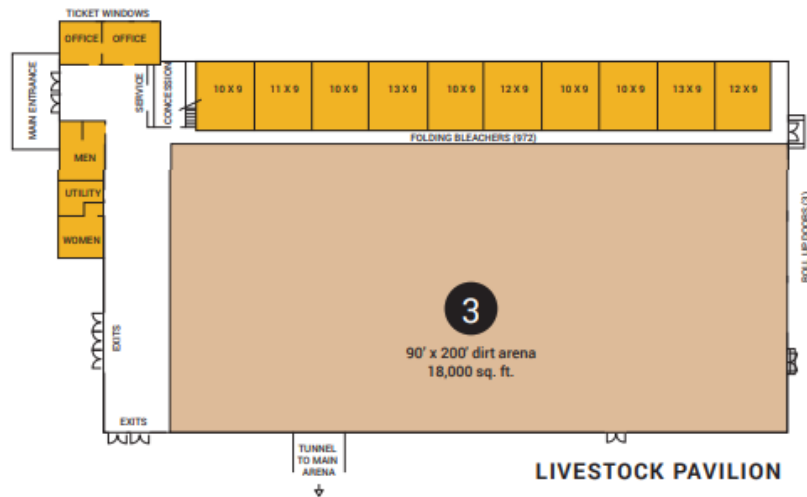 TICKET WINDOWS
OFFICE
OFFICE
MAIN ENTRANCE
SERVICE
CONCESSION
10 X 9
11 X 9
10 X 9
13 X 9
10 X 9
12 X 9
10 X 9
10 X 9
13 X 9
12 X 9
FOLDING BLEACHERS (972)
MEN
UTILITY
WOMEN
ROLL UP DOORS (3)
3
90' x 200' dirt arena
18,000 sq. ft.
EXITS
EXITS
TUNNEL
TO MAIN
ARENA
LIVESTOCK PAVILION